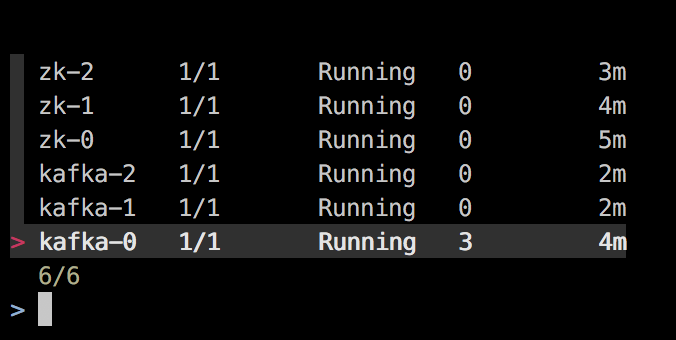 zk-2 1/1 Running 0 3m
zk-1 1/1 Running 0 4m
zk-0 1/1 Running 0 5m
kafka-2 1/1 Running 0 2m
kafka-1 1/1 Running 0 2m
> kafka-0 1/1 Running 3 4m
6/6
>